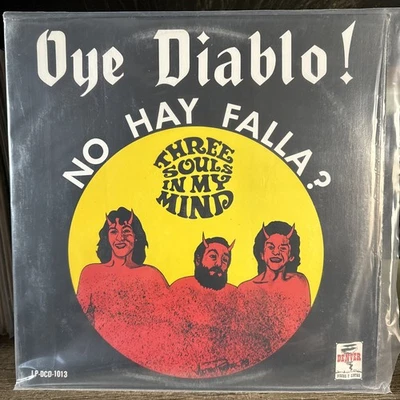 Oye Diablo!
NO HAY FALLA.?
THREE
SOULS
IN MY
MIND
DENVER
LP-DCD-1013